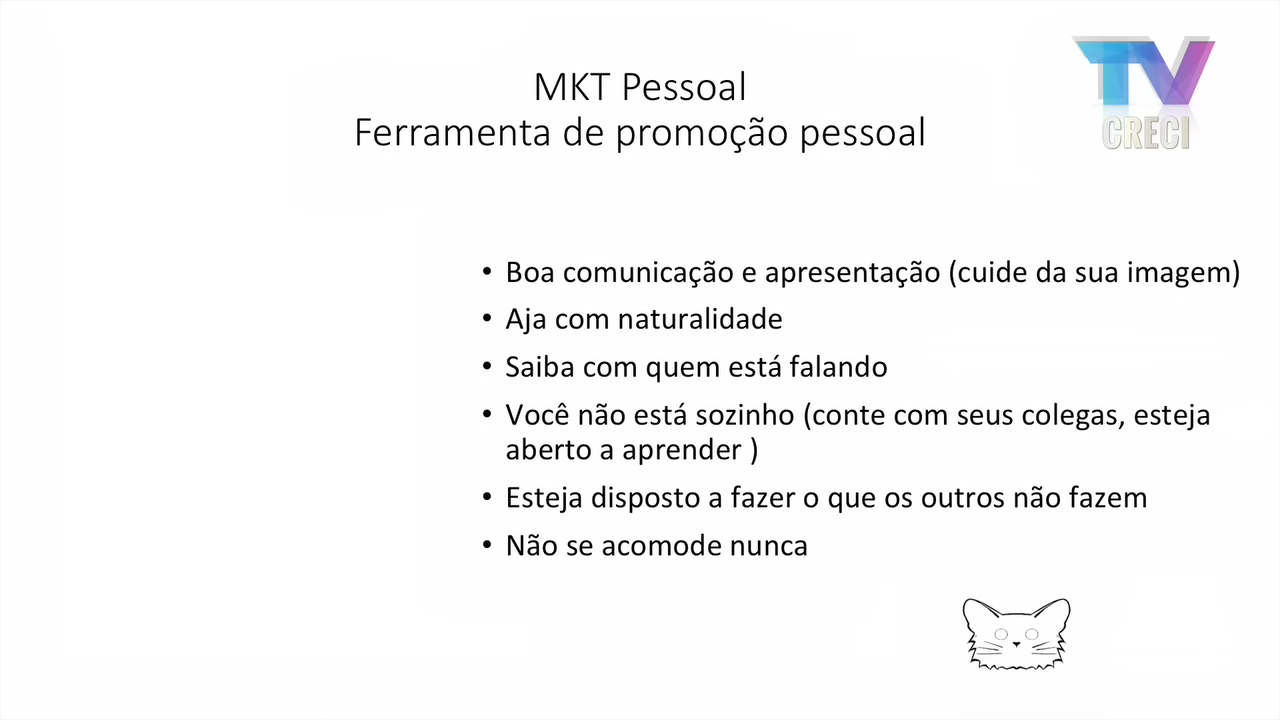 MKT Pessoal
Ferramenta de promoção pessoal
TV
CRECI
• Boa comunicação e apresentação (cuide da sua imagem)
• Aja com naturalidade
• Saiba com quem está falando
• Você não está sozinho (conte com seus colegas, esteja
aberto a aprender )
• Esteja disposto a fazer o que os outros não fazem
• Não se acomode nunca